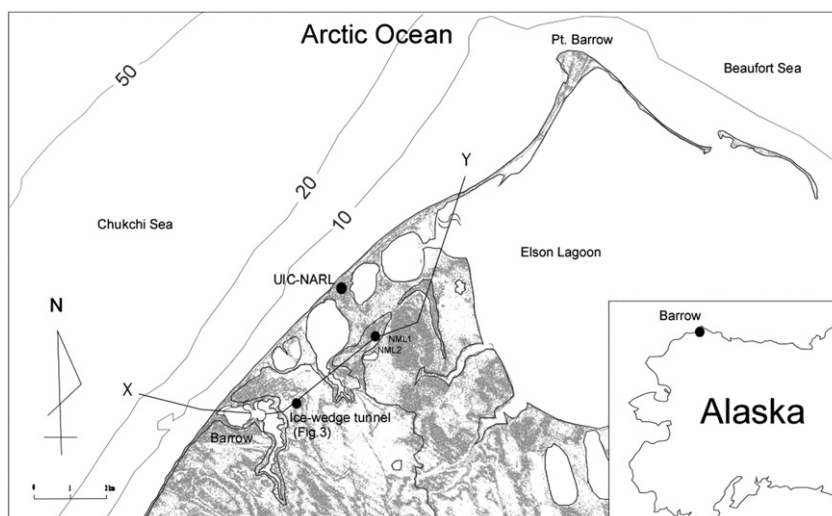 Arctic Ocean
Pt. Barrow
Beaufort Sea
50
20
10
Y
Chukchi Sea
Elson Lagoon
UIC-NARL
N
Barrow
NML1
NML2
X
Ice-wedge tunnel
(Fig.3)
Barrow
Alaska
0 1 2 km